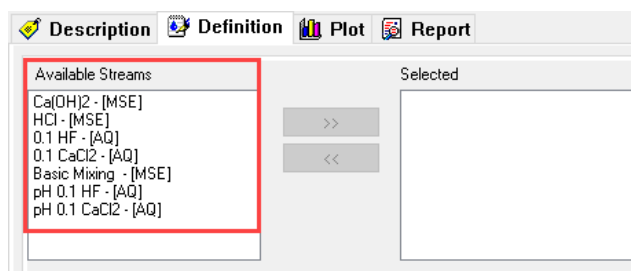 Description Definition Plot Report
Available Streams Selected
Ca(OH)2 - [MSE]
HCl - [MSE]
0.1 HF - [AQ]
0.1 CaCl2 - [AQ]
Basic Mixing - [MSE]
pH 0.1 HF - [AQ]
pH 0.1 CaCl2 - [AQ]
>>
<<